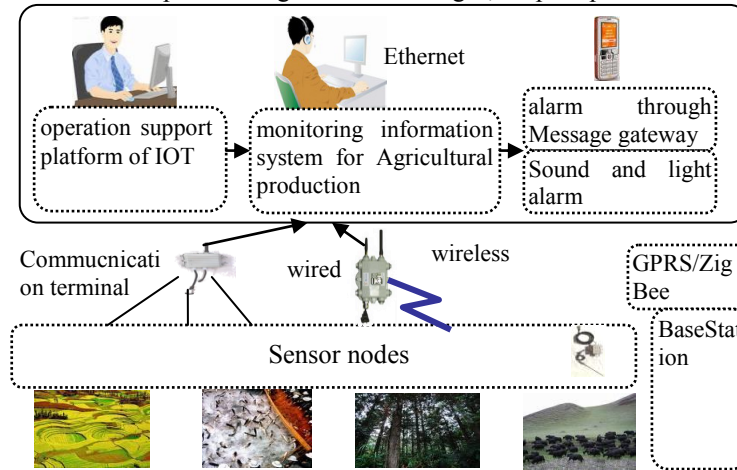 Ethernet
operation support
platform of IOT
monitoring information
system for Agricultural
production
alarm through
Message gateway
Sound and light
alarm
Commucnicati
on terminal
wired
wireless
GPRS/Zig
Bee
Sensor nodes
BaseStat
ion